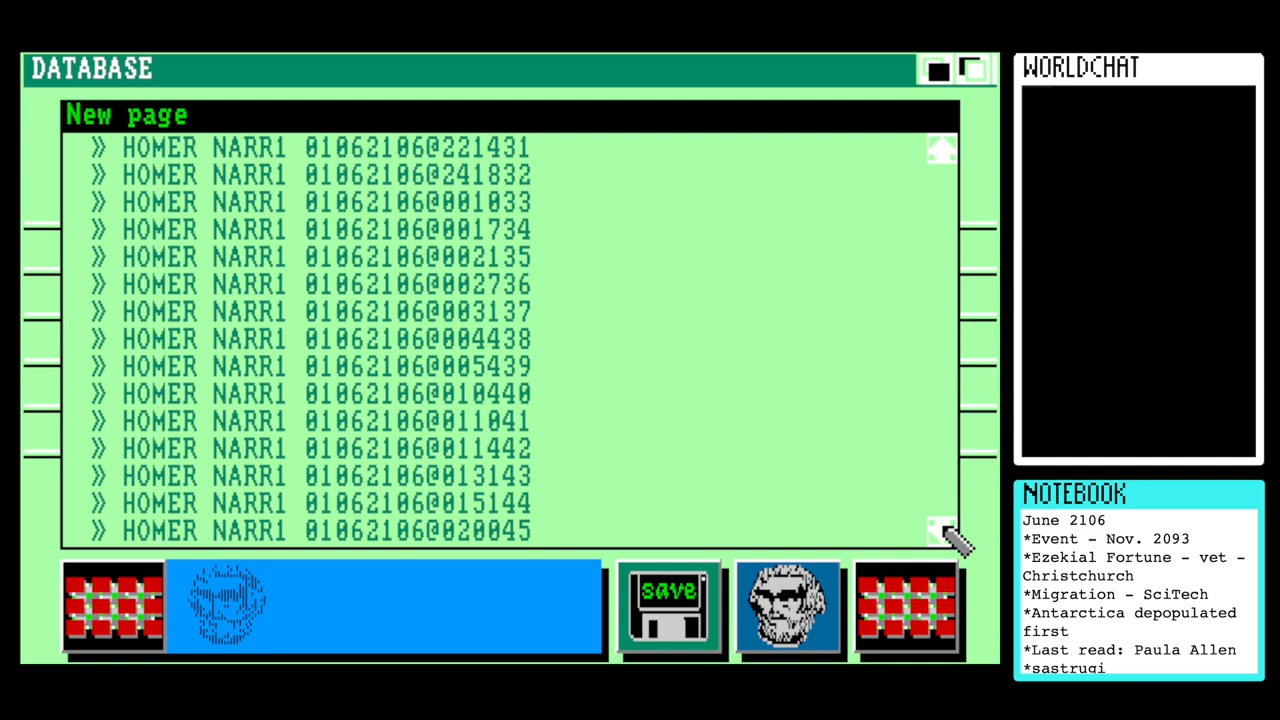 DATABASE
New page
» HOMER NARR1 01062106@221431
» HOMER NARR1 01062106@241832
» HOMER NARR1 01062106@001033
» HOMER NARR1 01062106@001734
» HOMER NARR1 01062106@002135
» HOMER NARR1 01062106@002736
» HOMER NARR1 01062106@003137
» HOMER NARR1 01062106@004438
» HOMER NARR1 01062106@005439
» HOMER NARR1 01062106@010440
» HOMER NARR1 01062106@011041
» HOMER NARR1 01062106@011442
» HOMER NARR1 01062106@013143
» HOMER NARR1 01062106@015144
» HOMER NARR1 01062106@020045
save
WORLDCHAT
NOTEBOOK
June 2106
*Event - Nov. 2093
*Ezekial Fortune - vet -
Christchurch
*Migration - SciTech
*Antarctica depopulated
first
*Last read: Paula Allen
*sastrugi